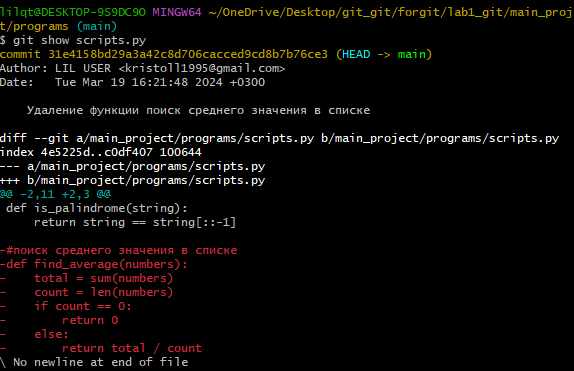 lilqt@DESKTOP-9S9DC9O MINGW64 ~/OneDrive/Desktop/git_git/forgit/lab1_git/main_proj
t/programs (main)
$ git show scripts.py
commit 31e4158bd29a3a42c8d706cacced9cd8b7b76ce3 (HEAD -> main)
Author: LIL USER <kristoll1995@gmail.com>
Date:   Tue Mar 19 16:21:48 2024 +0300

    Удаление функции поиск среднего значения в списке

diff --git a/main_project/programs/scripts.py b/main_project/programs/scripts.py
index 4e5225d..c0df407 100644
--- a/main_project/programs/scripts.py
+++ b/main_project/programs/scripts.py
@@ -2,11 +2,3 @@
 def is_palindrome(string):
     return string == string[::-1]

-#поиск среднего значения в списке
-def find_average(numbers):
-    total = sum(numbers)
-    count = len(numbers)
-    if count == 0:
-        return 0
-    else:
-        return total / count
\ No newline at end of file